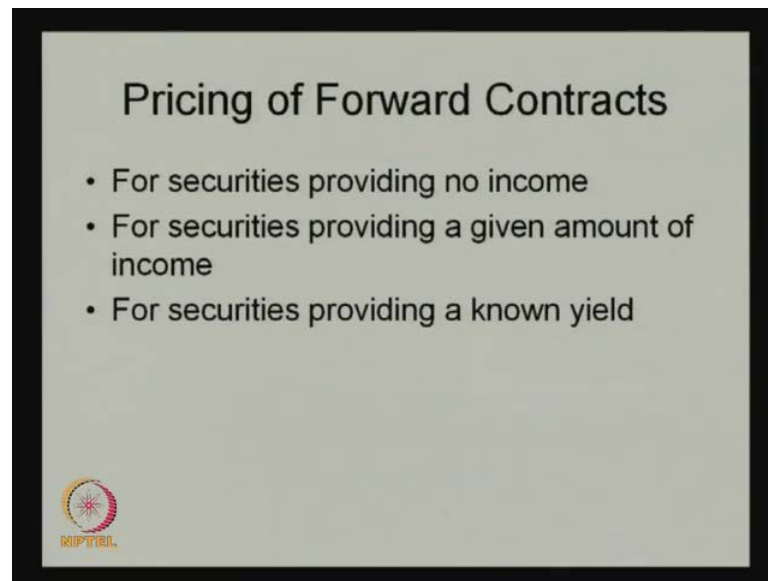 Pricing of Forward Contracts
• For securities providing no income
• For securities providing a given amount of
income
• For securities providing a known yield
NPTEL